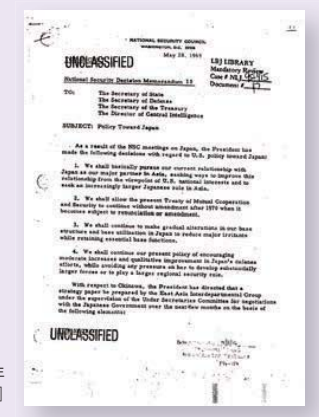 NATIONAL SECURITY COUNCIL
WASHINGTON, D.C. 20506
UNCLASSIFIED
May 28, 1969
LBJ LIBRARY
Mandatory Review
Case # NLJ
Document #
National Security Decision Memorandum 13
TO: The Secretary of State
The Secretary of Defense
The Secretary of the Treasury
The Director of Central Intelligence
SUBJECT: Policy Toward Japan
As a result of the NSC meetings on Japan, the President has
made the following decisions with regard to U.S. policy toward Japan:
1. We shall basically pursue our current relationship with
Japan as our major partner in Asia, seeking ways to improve this
relationship from the viewpoint of U.S. national interests and to
seek an increasingly larger Japanese role in Asia.
2. We shall allow the present Treaty of Mutual Cooperation
and Security to continue without amendment after 1970 when it
becomes subject to renunciation or amendment.
3. We shall continue to make gradual alterations in our base
structure and base utilization in Japan to reduce major irritants
while retaining essential base functions.
4. We shall continue our present policy of encouraging
moderate increases and qualitative improvement in Japan's defense
efforts, while avoiding any pressure on her to develop substantially
larger forces or to play a larger regional security role.
With respect to Okinawa, the President has directed that a
strategy paper be prepared by the East Asia Interdepartmental Group
under the supervision of the Under Secretaries Committee for negotiations
with the Japanese Government over the next few months on the basis of
the following elements:
UNCLASSIFIED